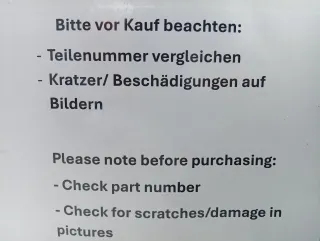 Bitte vor Kauf beachten:
- Teilenummer vergleichen
- Kratzer/ Beschädigungen auf
Bildern
Please note before purchasing:
- Check part number
- Check for scratches/damage in
pictures